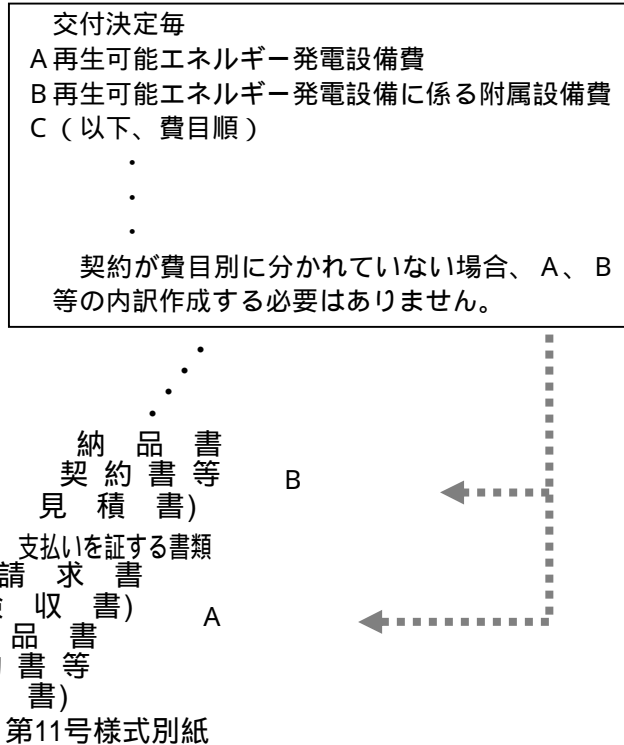 交付決定毎
A 再生可能エネルギー発電設備費
B 再生可能エネルギー発電設備に係る附属設備費
C (以下、費目順)
・
・
・
契約が費目別に分かれていない場合、A、B
等の内訳作成する必要はありません。
・
・
・
・
納 品 書
契 約 書 等
B
見 積 書)
支払いを証する書類
請 求 書
収 書)
A
品 書
書 等
書)
第11号様式別紙